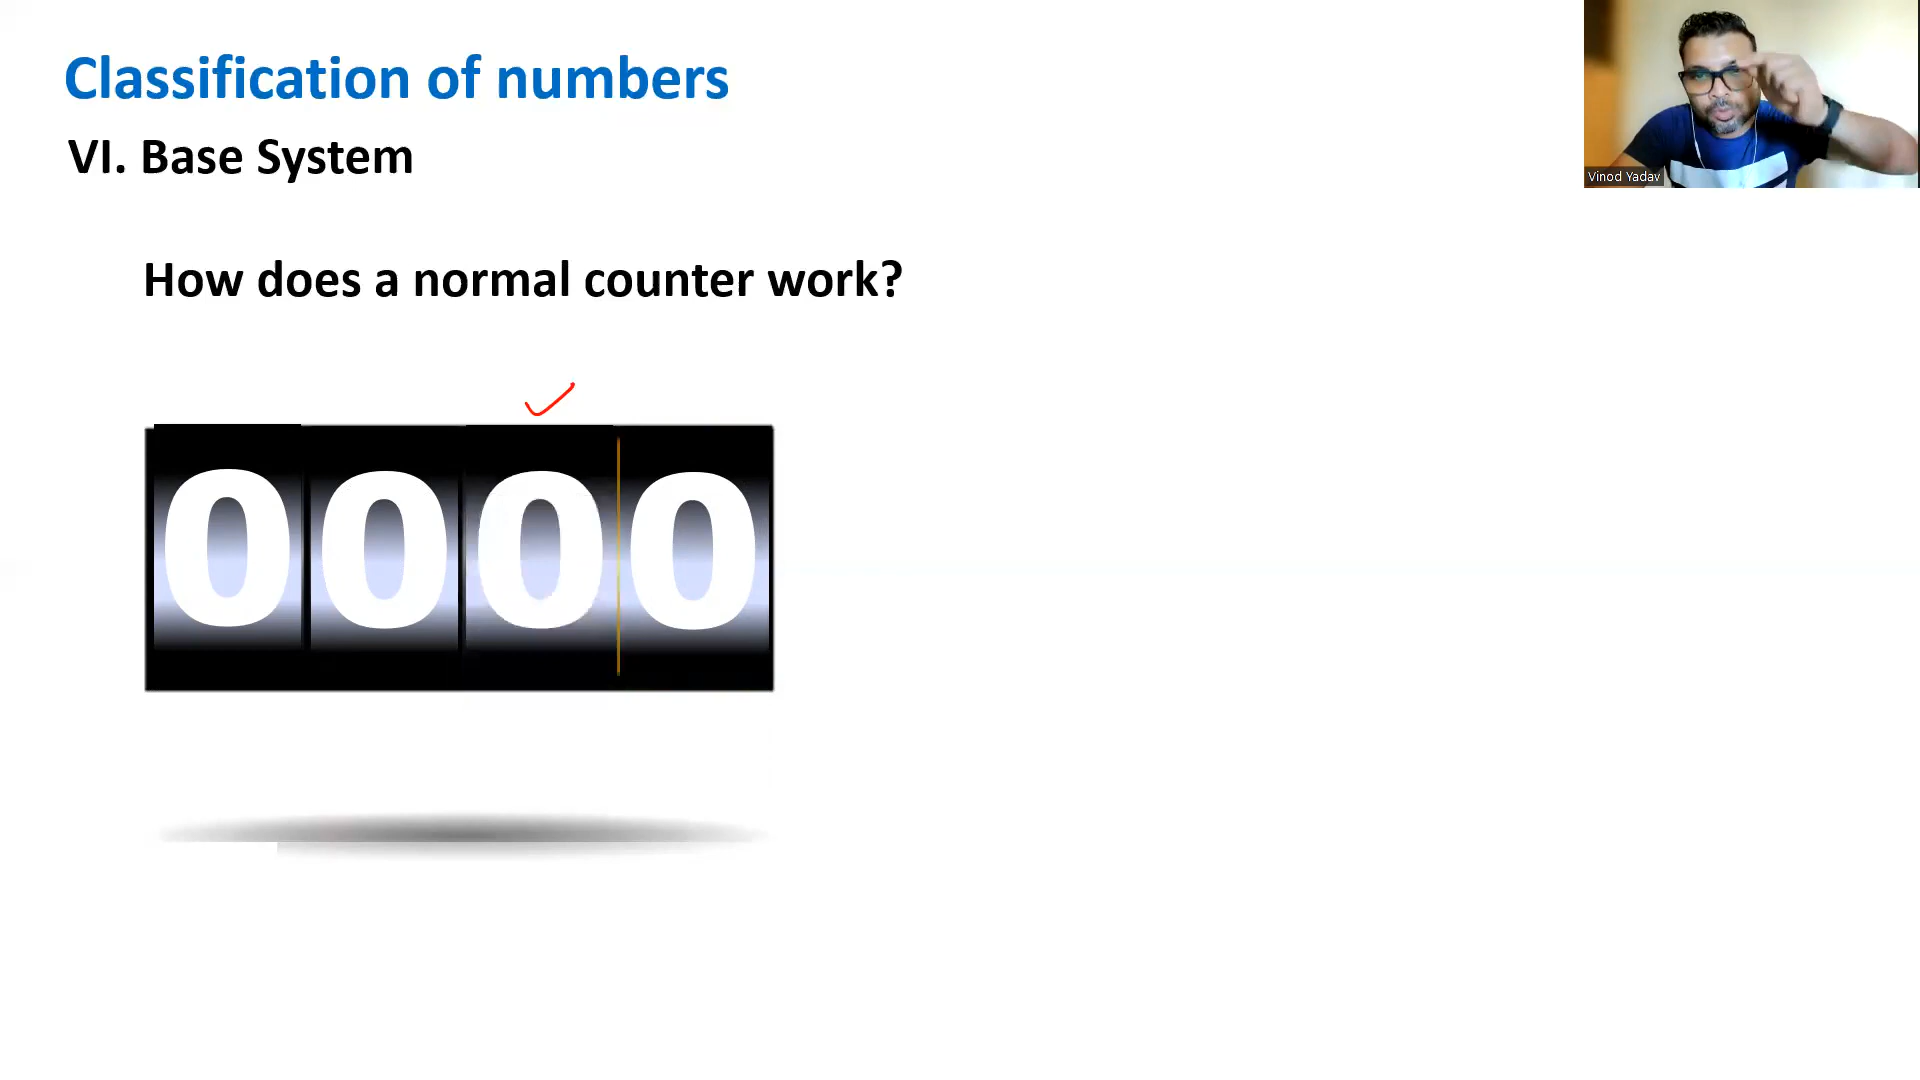 Classification of numbers
VI. Base System
How does a normal counter work?
0000
Vinod Yadav